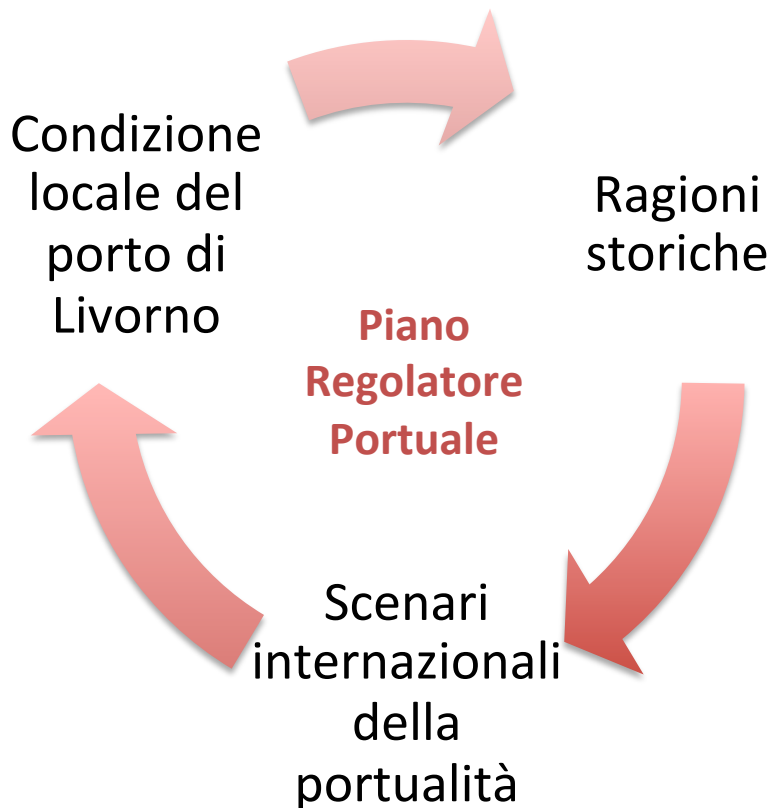 Condizione
locale del
porto di
Livorno
Ragioni
storiche
Piano
Regolatore
Portuale
Scenari
internazionali
della
portualità